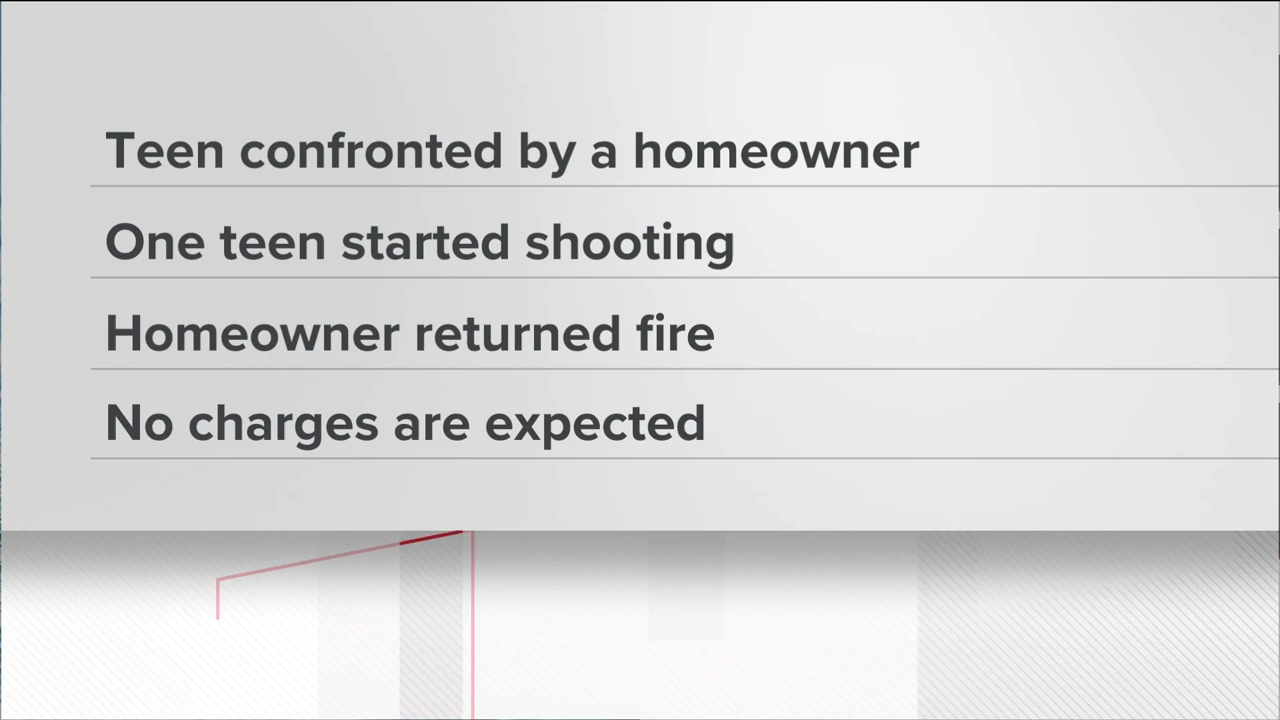 Teen confronted by a homeowner
One teen started shooting
Homeowner returned fire
No charges are expected